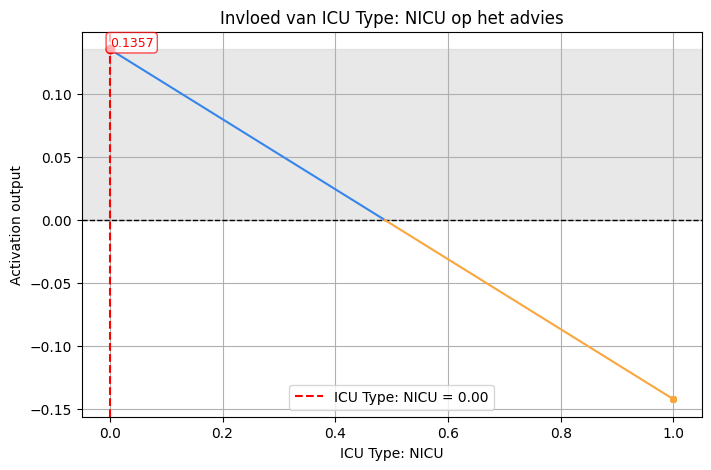 Invloed van ICU Type: NICU op het advies
0.1357
Activation output
0.10
0.05
0.00
−0.05
−0.10
−0.15
ICU Type: NICU = 0.00
0.0 0.2 0.4 0.6 0.8 1.0
ICU Type: NICU